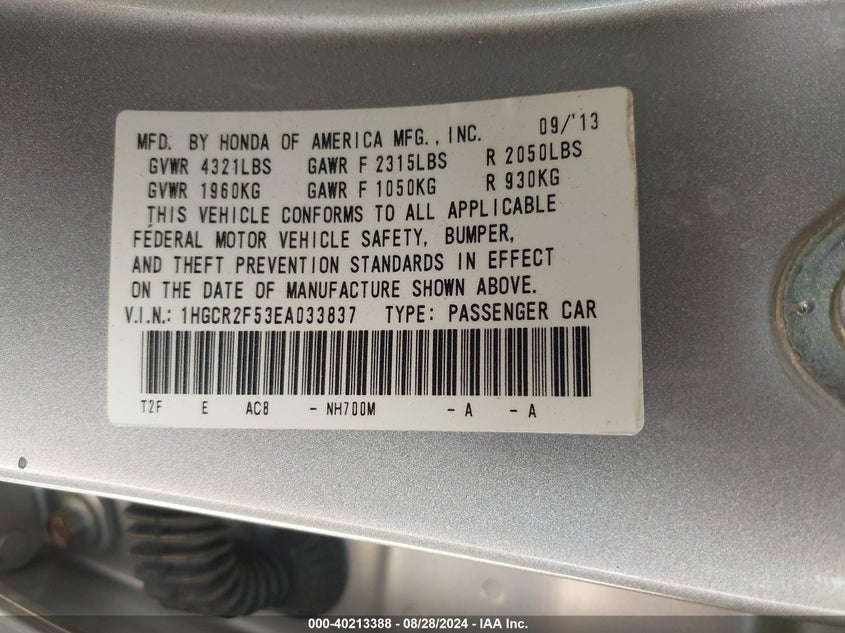 MFD. BY HONDA OF AMERICA MFG., INC. 09/'13
GVWR 4321LBS GAWR F 2315LBS R 2050LBS
GVWR 1960KG GAWR F 1050KG R 930KG
THIS VEHICLE CONFORMS TO ALL APPLICABLE
FEDERAL MOTOR VEHICLE SAFETY, BUMPER,
AND THEFT PREVENTION STANDARDS IN EFFECT
ON THE DATE OF MANUFACTURE SHOWN ABOVE.
V.I.N.: 1HGCR2F53EA033837 TYPE: PASSENGER CAR
T2F E AC8 - NH700M - A - A
000-40213388 - 08/28/2024 - IAA Inc.